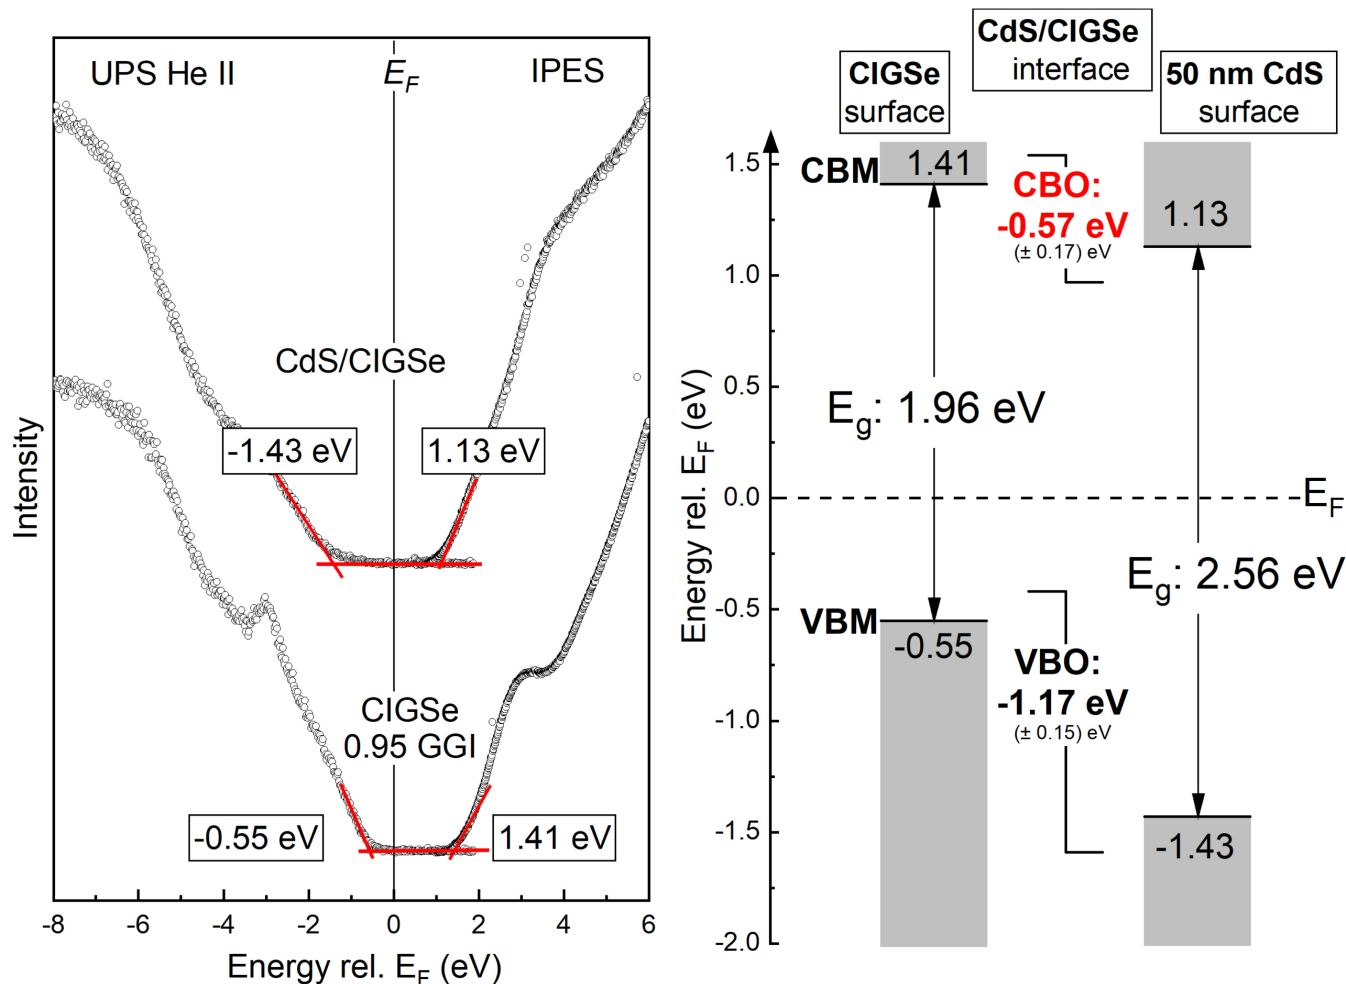 UPS He II
E_F
IPES
CdS/CIGSe
-1.43 eV
1.13 eV
CIGSe
0.95 GGI
-0.55 eV
1.41 eV
-8
-6
-4
-2
0
2
4
6
Energy rel. E_F (eV)
Intensity
CdS/CIGSe
interface
CIGSe
surface
50 nm CdS
surface
1.5
1.0
0.5
0.0
-0.5
-1.0
-1.5
-2.0
Energy rel. E_F (eV)
CBM
1.41
CBO:
-0.57 eV
(± 0.17) eV
1.13
E_g: 1.96 eV
E_F
E_g: 2.56 eV
VBM
-0.55
VBO:
-1.17 eV
(± 0.15) eV
-1.43